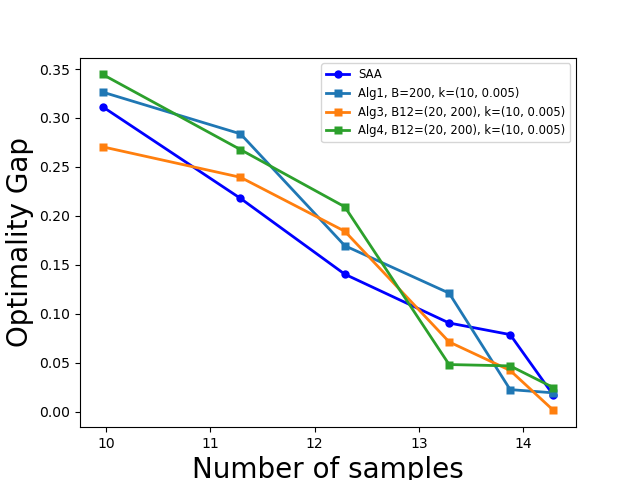 SAA
Alg1, B=200, k=(10, 0.005)
Alg3, B12=(20, 200), k=(10, 0.005)
Alg4, B12=(20, 200), k=(10, 0.005)
Optimality Gap
0.35
0.30
0.25
0.20
0.15
0.10
0.05
0.00
10 11 12 13 14
Number of samples